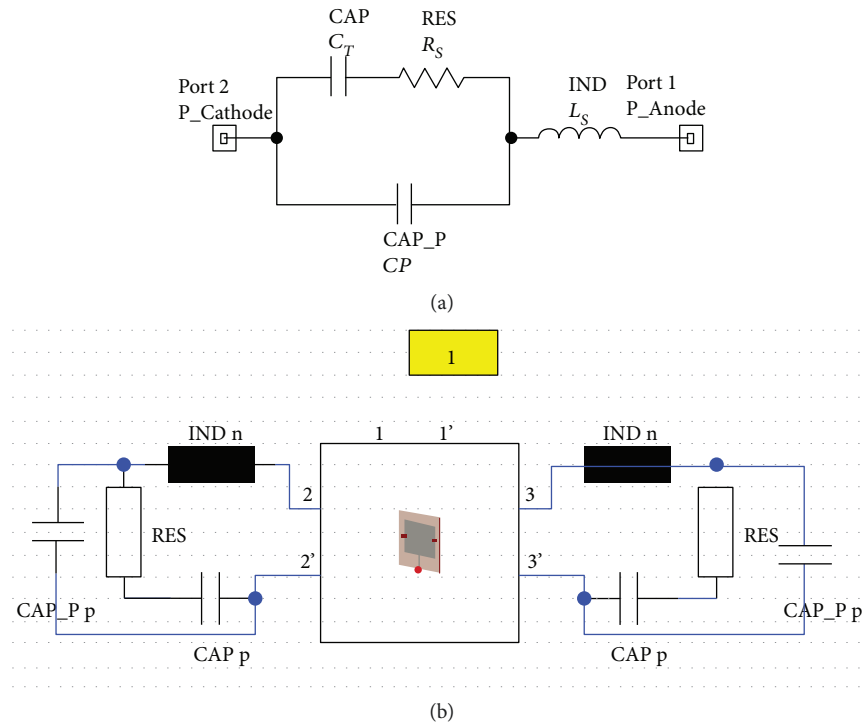 CAP
C_T
RES
R_S
IND
L_S
Port 1
P_Anode
Port 2
P_Cathode
CAP_P
CP
(a)
1
IND n
1 1'
IND n
2
3
RES
RES
2'
3'
CAP_P p
CAP_P p
CAP p
CAP p
(b)